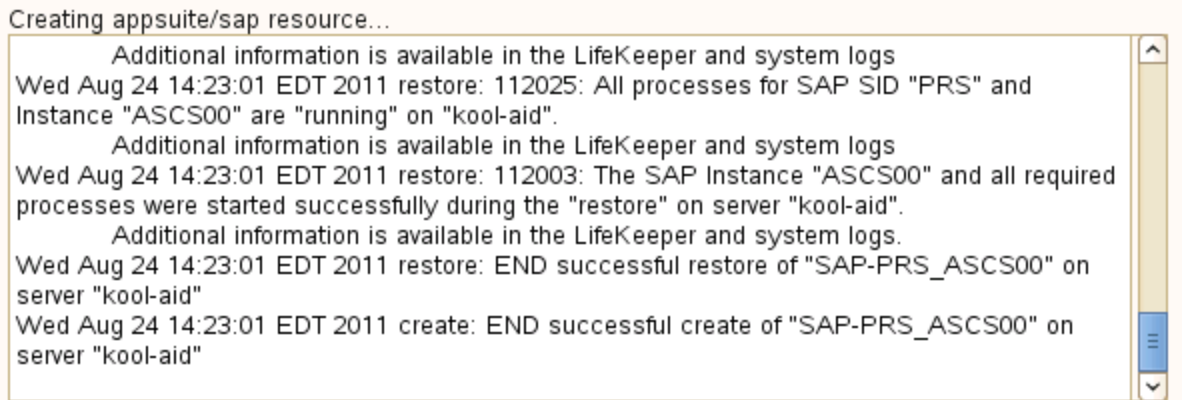 Creating appsuite/sap resource...
Additional information is available in the LifeKeeper and system logs
Wed Aug 24 14:23:01 EDT 2011 restore: 112025: All processes for SAP SID "PRS" and
Instance "ASCS00" are "running" on "kool-aid".
Additional information is available in the LifeKeeper and system logs
Wed Aug 24 14:23:01 EDT 2011 restore: 112003: The SAP Instance "ASCS00" and all required
processes were started successfully during the "restore" on server "kool-aid".
Additional information is available in the LifeKeeper and system logs.
Wed Aug 24 14:23:01 EDT 2011 restore: END successful restore of "SAP-PRS_ASCS00" on
server "kool-aid"
Wed Aug 24 14:23:01 EDT 2011 create: END successful create of "SAP-PRS_ASCS00" on
server "kool-aid"